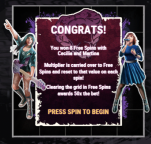 CONGRATS!
You won 8 Free Spins with
Cecilia and Martina
Multiplier is carried over to Free
Spins and reset to that value on each
spin!
Clearing the grid in Free Spins
awards 50x the bet!
PRESS SPIN TO BEGIN